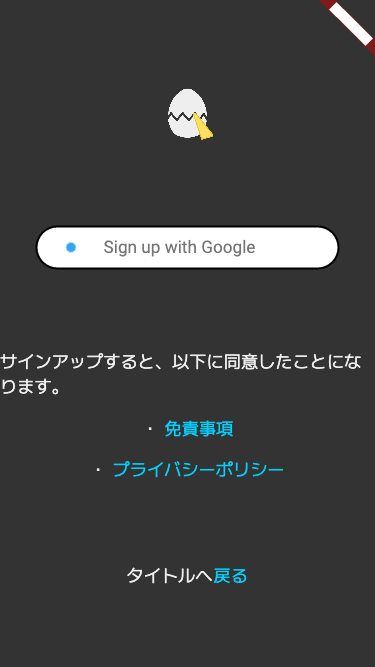 Sign up with Google
サインアップすると、以下に同意したことにな
ります。
・ 免責事項
・ プライバシーポリシー
タイトルへ戻る